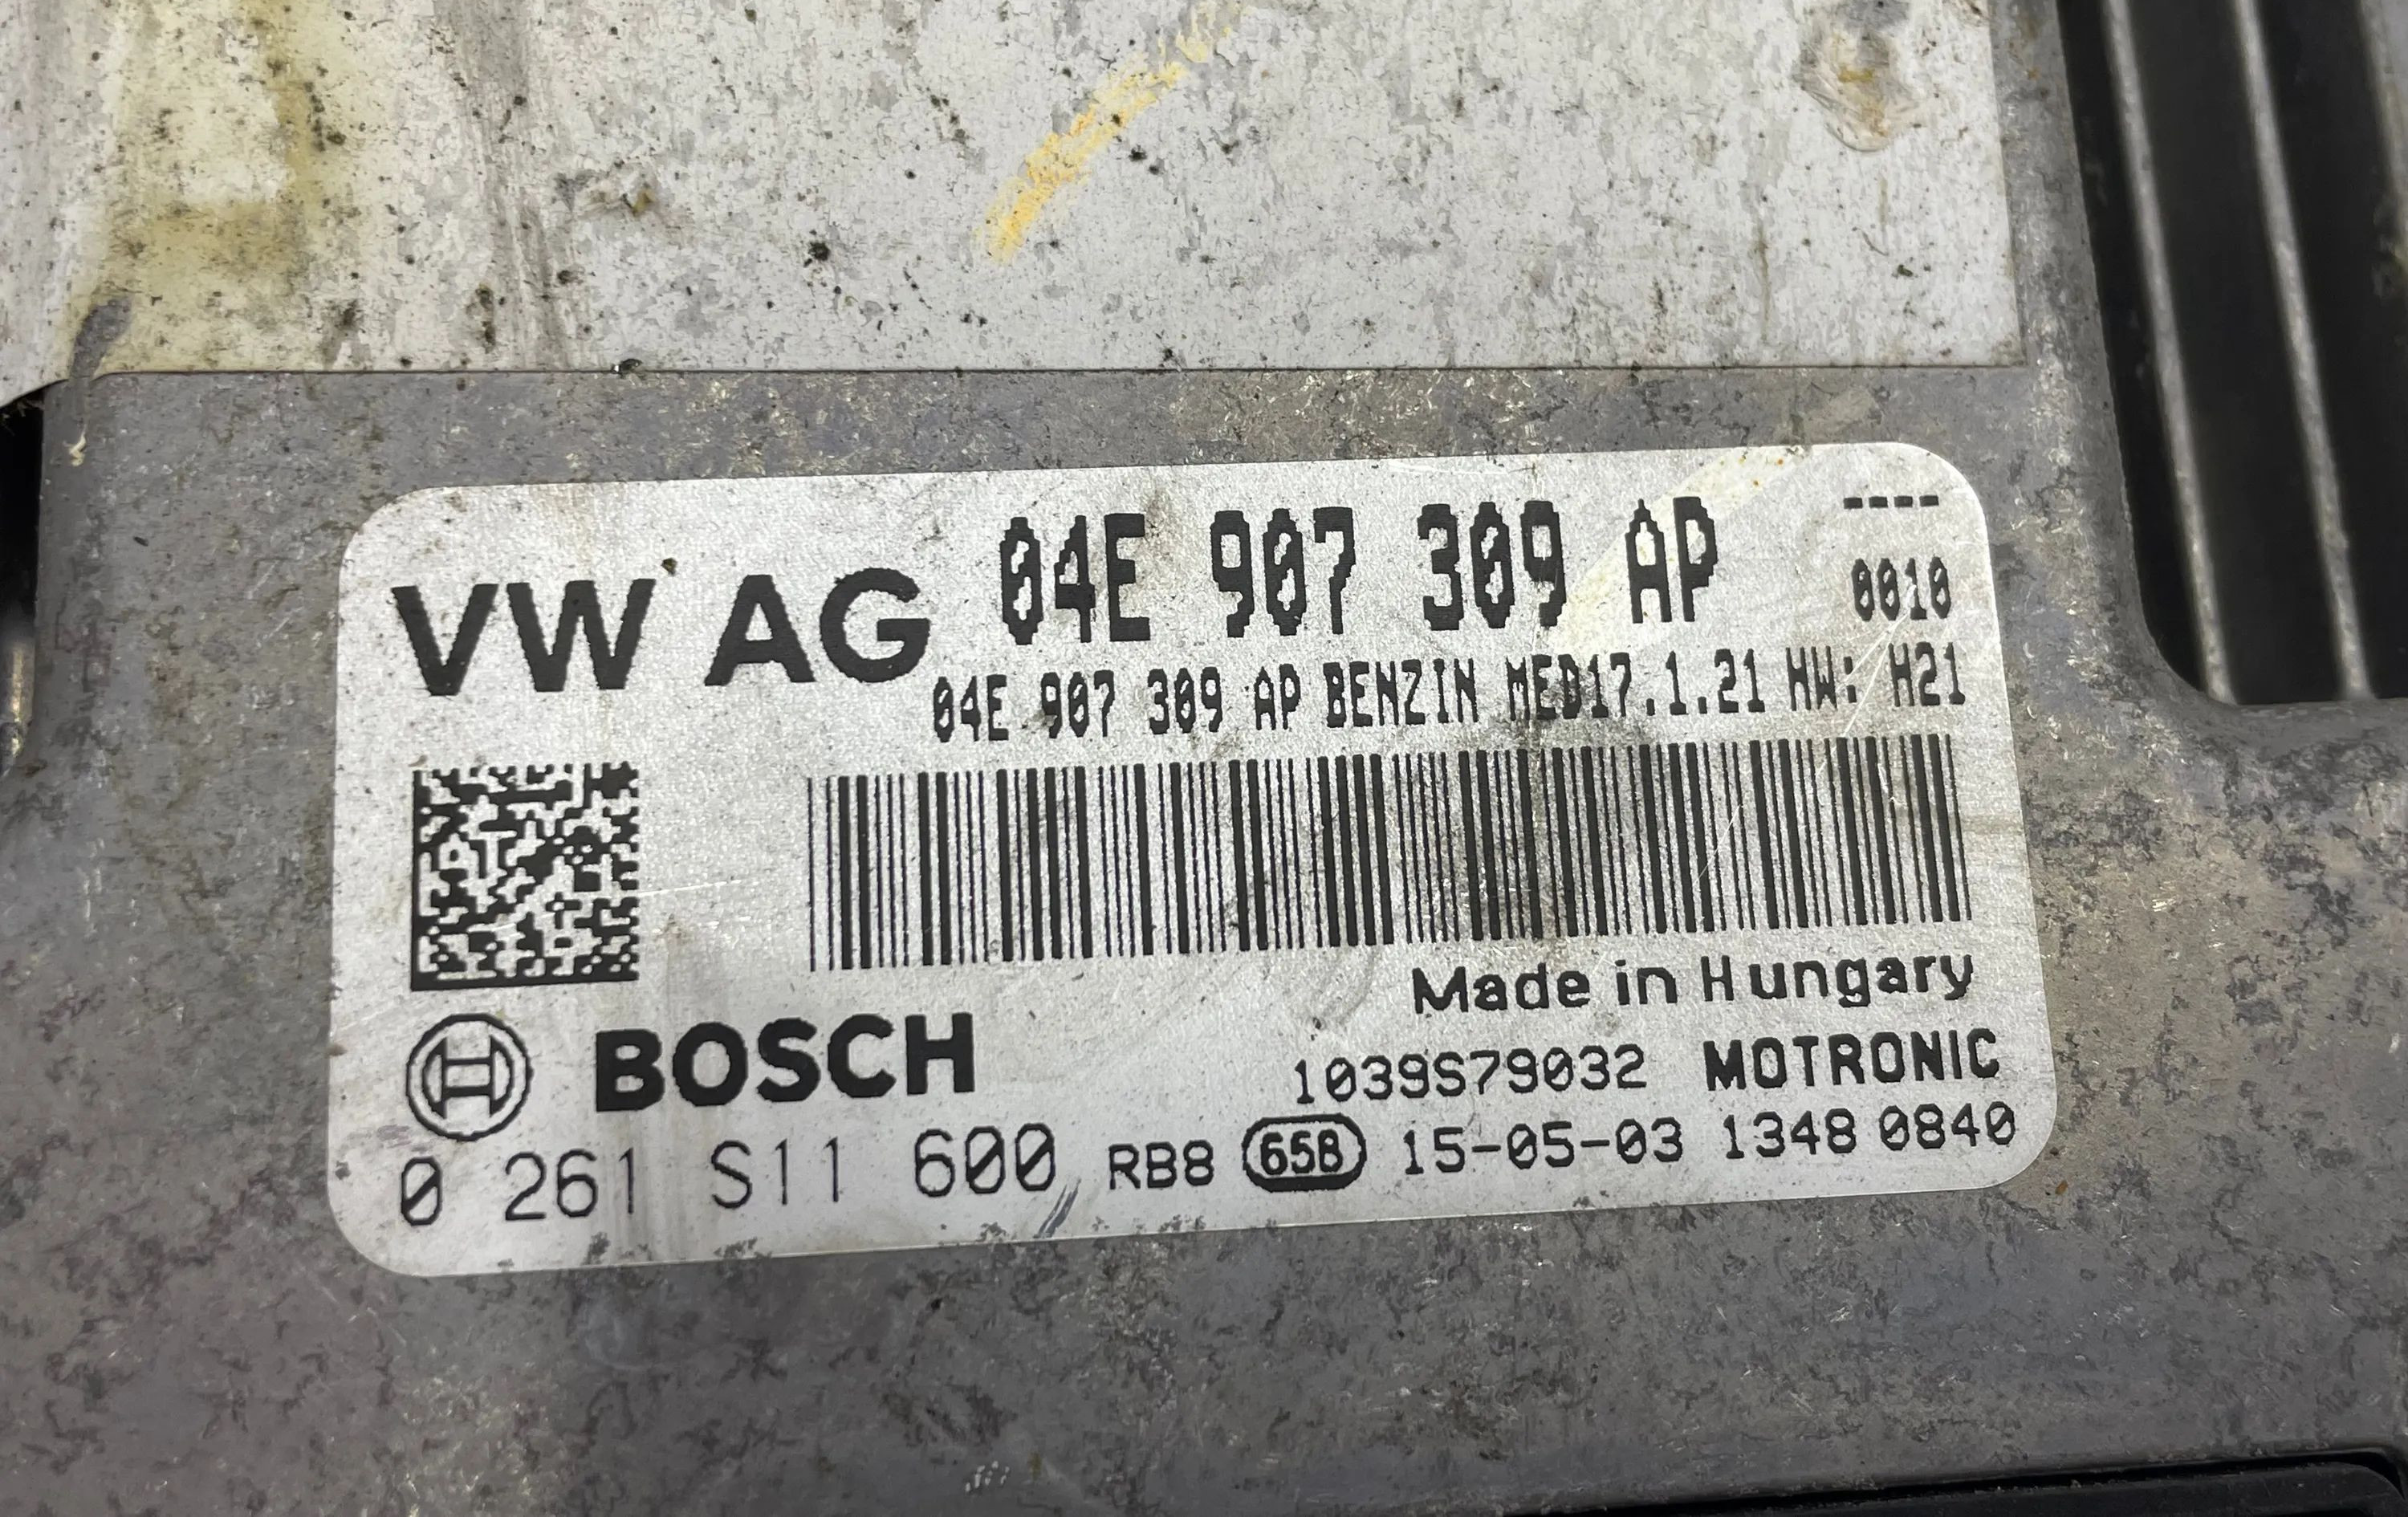 VW AG 04E 907 309 AP ----
0010
04E 907 309 AP BENZIN MED17.1.21 HW: H21
Made in Hungary
BOSCH 1039S79032 MOTRONIC
0 261 S11 600 RB8 65B 15-05-03 1348 0840